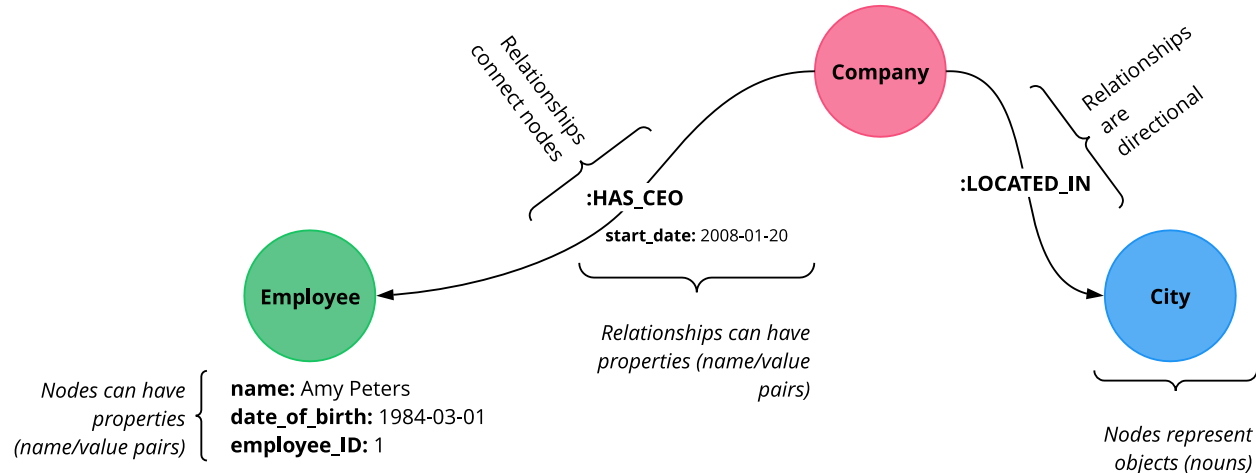 Company
Relationships
connect nodes
Relationships
are
directional
:HAS_CEO
:LOCATED_IN
start_date: 2008-01-20
Employee
City
Relationships can have
properties (name/value
pairs)
Nodes can have
properties
(name/value pairs)
name: Amy Peters
date_of_birth: 1984-03-01
employee_ID: 1
Nodes represent
objects (nouns)